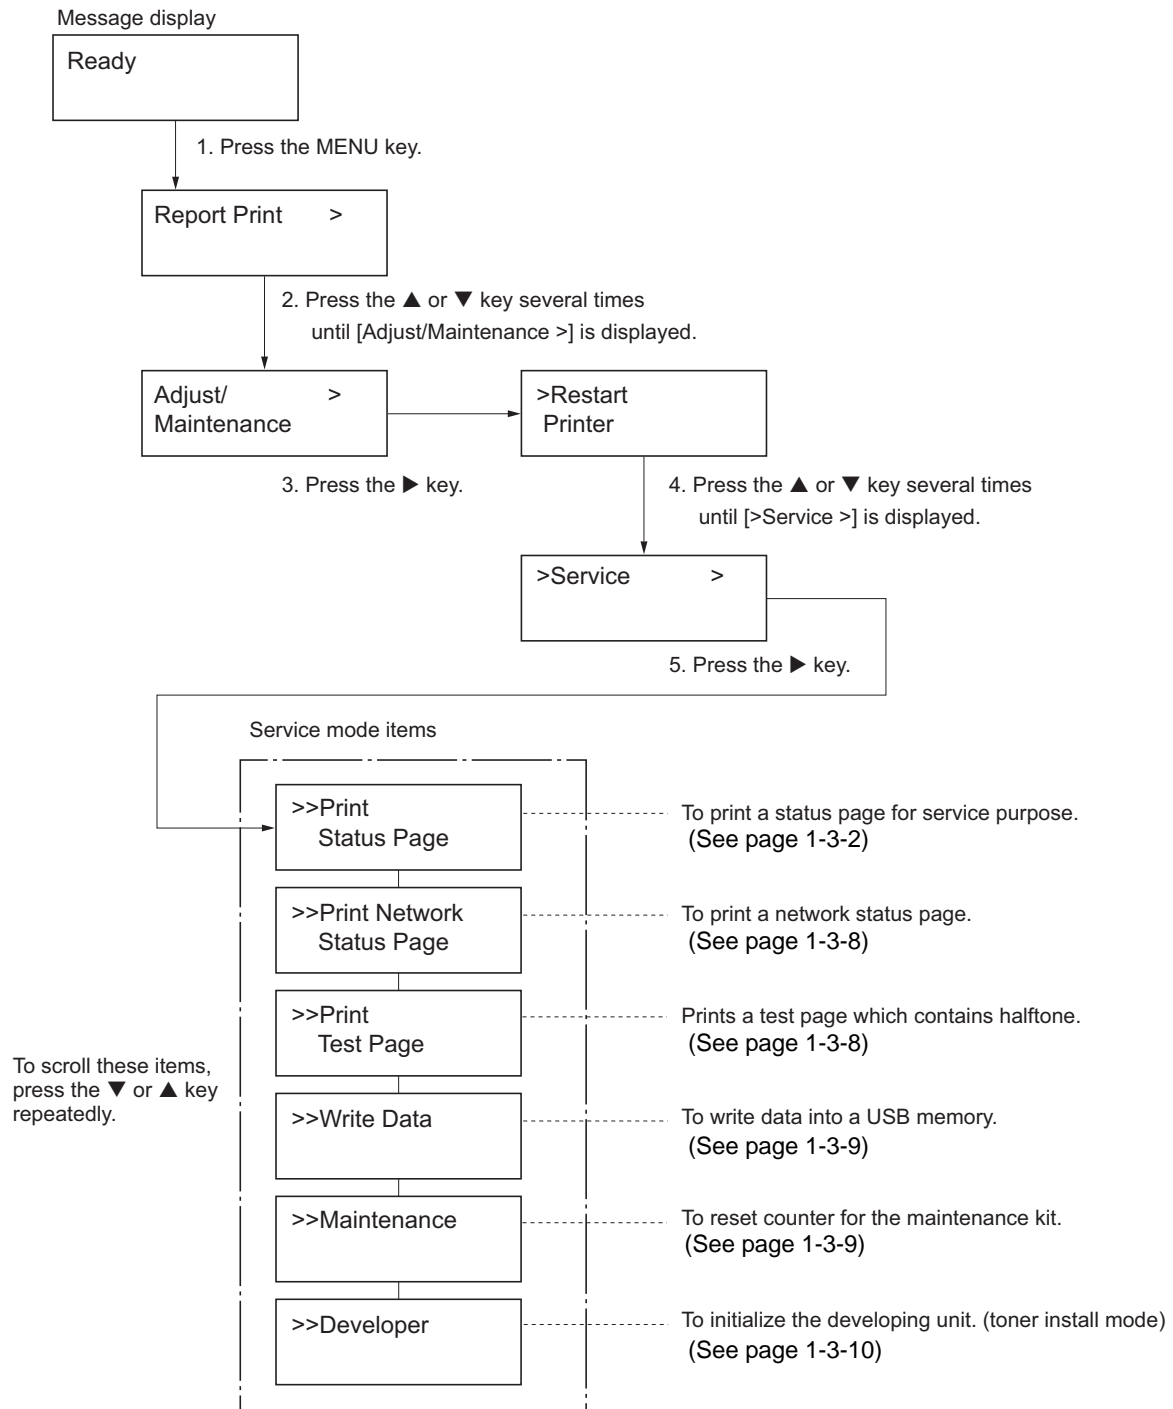 Message display
Ready
1. Press the MENU key.
Report Print >
2. Press the ▲ or ▼ key several times
until [Adjust/Maintenance >] is displayed.
Adjust/ >
Maintenance
>Restart
Printer
3. Press the ▶ key.
4. Press the ▲ or ▼ key several times
until [>Service >] is displayed.
>Service >
5. Press the ▶ key.
Service mode items
>>Print
Status Page
To print a status page for service purpose.
(See page 1-3-2)
>>Print Network
Status Page
To print a network status page.
(See page 1-3-8)
>>Print
Test Page
Prints a test page which contains halftone.
(See page 1-3-8)
To scroll these items,
press the ▼ or ▲ key
repeatedly.
>>Write Data
To write data into a USB memory.
(See page 1-3-9)
>>Maintenance
To reset counter for the maintenance kit.
(See page 1-3-9)
>>Developer
To initialize the developing unit. (toner install mode)
(See page 1-3-10)